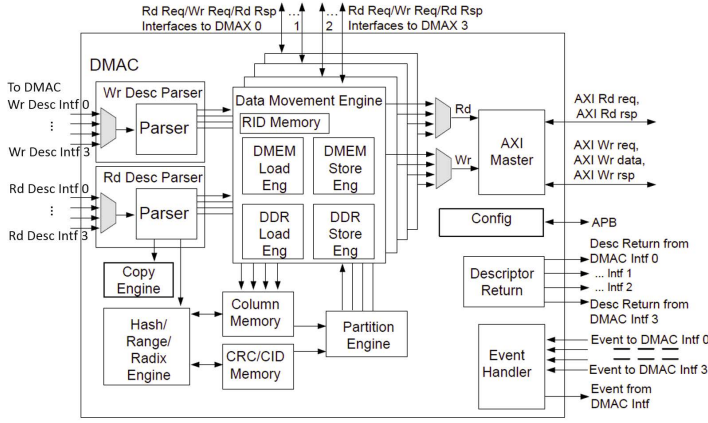 Rd Req/Wr Req/Rd Rsp
Interfaces to DMAX 0
...
1
...
2
Rd Req/Wr Req/Rd Rsp
Interfaces to DMAX 3
DMAC
To DMAC
Wr Desc Intf 0
...
Wr Desc Intf 3
Wr Desc Parser
Parser
Rd Desc Intf 0
...
Rd Desc Intf 3
Rd Desc Parser
Parser
Data Movement Engine
RID Memory
DMEM
Load
Eng
DMEM
Store
Eng
DDR
Load
Eng
DDR
Store
Eng
Rd
Wr
AXI
Master
AXI Rd req,
AXI Rd rsp
AXI Wr req,
AXI Wr data,
AXI Wr rsp
Config
APB
Copy
Engine
Hash/
Range/
Radix
Engine
Column
Memory
CRC/CID
Memory
Partition
Engine
Descriptor
Return
Desc Return from
DMAC Intf 0
... Intf 1
... Intf 2
Desc Return from
DMAC Intf 3
Event
Handler
Event to DMAC Intf 0
Event to DMAC Intf 3
Event from
DMAC Intf